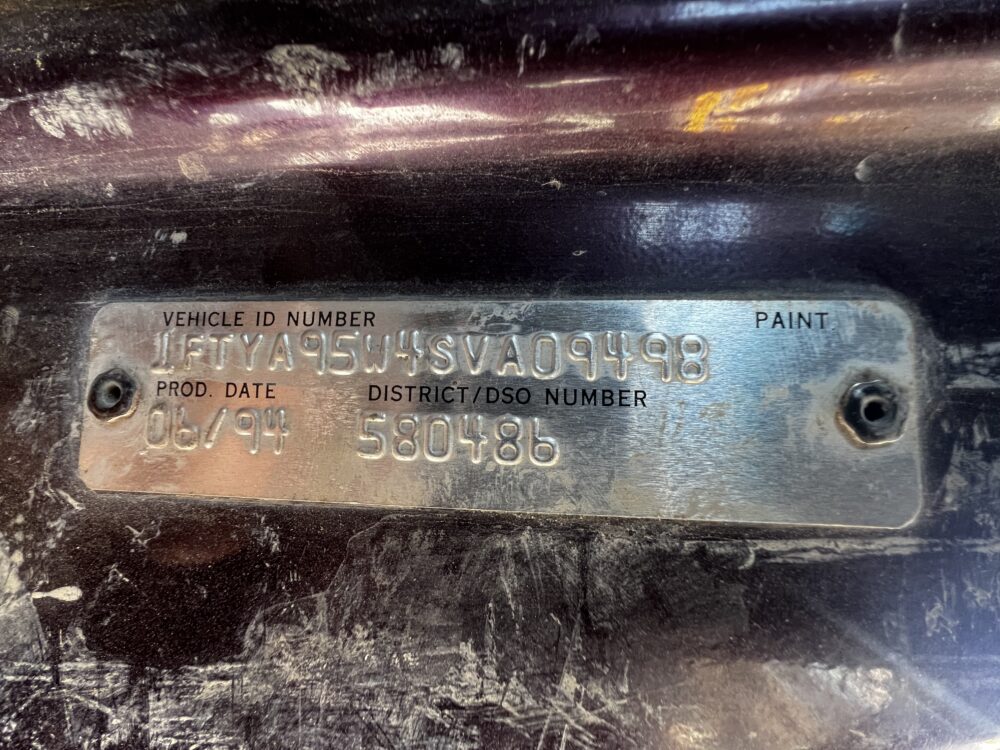 VEHICLE ID NUMBER PAINT
1FTYA95W4SVA09498
PROD. DATE DISTRICT/DSO NUMBER
06/94 580486